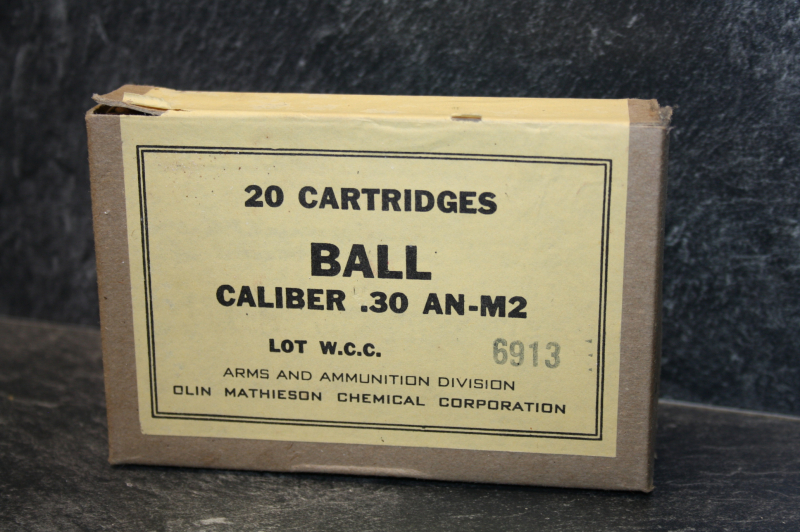 20 CARTRIDGES
BALL
CALIBER .30 AN-M2
LOT W.C.C. 6913
ARMS AND AMMUNITION DIVISION
OLIN MATHIESON CHEMICAL CORPORATION